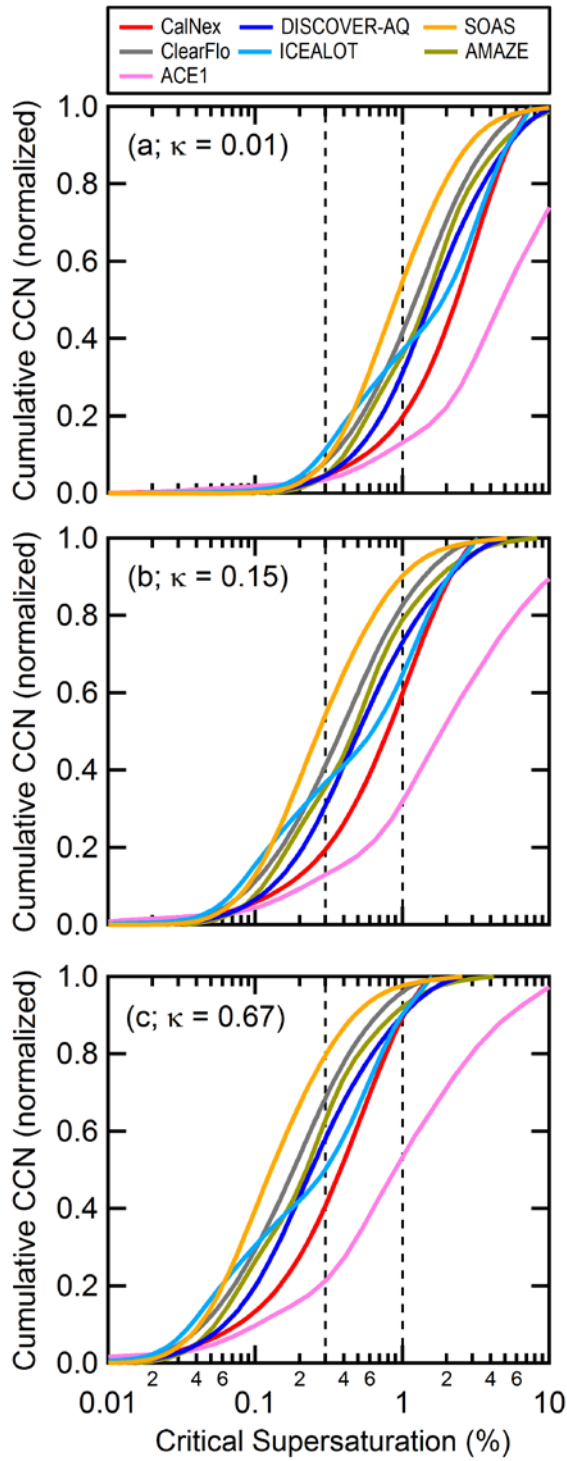 CalNex DISCOVER-AQ SOAS
ClearFlo ICEALOT AMAZE
ACE1
1.0
0.8
0.6
0.4
0.2
0.0
Cumulative CCN (normalized)
(a; κ = 0.01)
1.0
0.8
0.6
0.4
0.2
0.0
Cumulative CCN (normalized)
(b; κ = 0.15)
1.0
0.8
0.6
0.4
0.2
0.0
Cumulative CCN (normalized)
(c; κ = 0.67)
0.01 2 4 6 0.1 2 4 6 1 2 4 6 10
Critical Supersaturation (%)